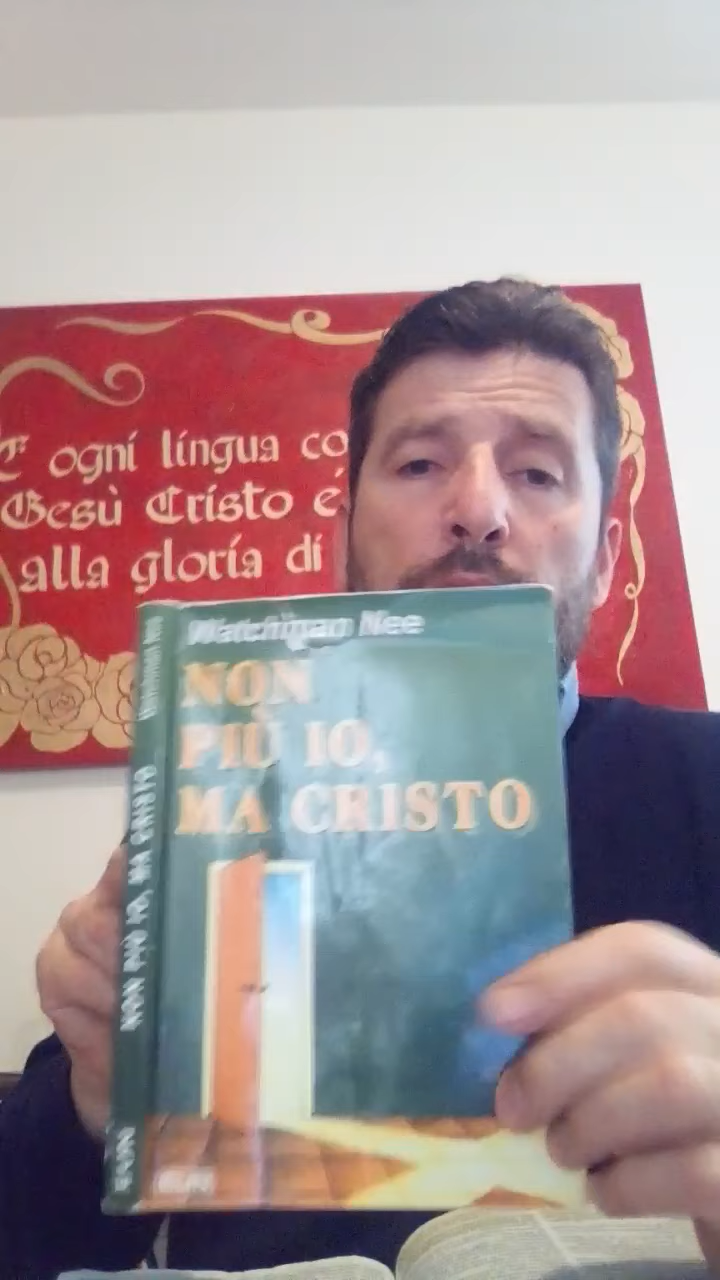 E ogni lingua co
Gesù Cristo é
alla gloria di
Watchman Nee
NON
PIÙ IO,
MA CRISTO
NON PIÙ IO, MA CRISTO